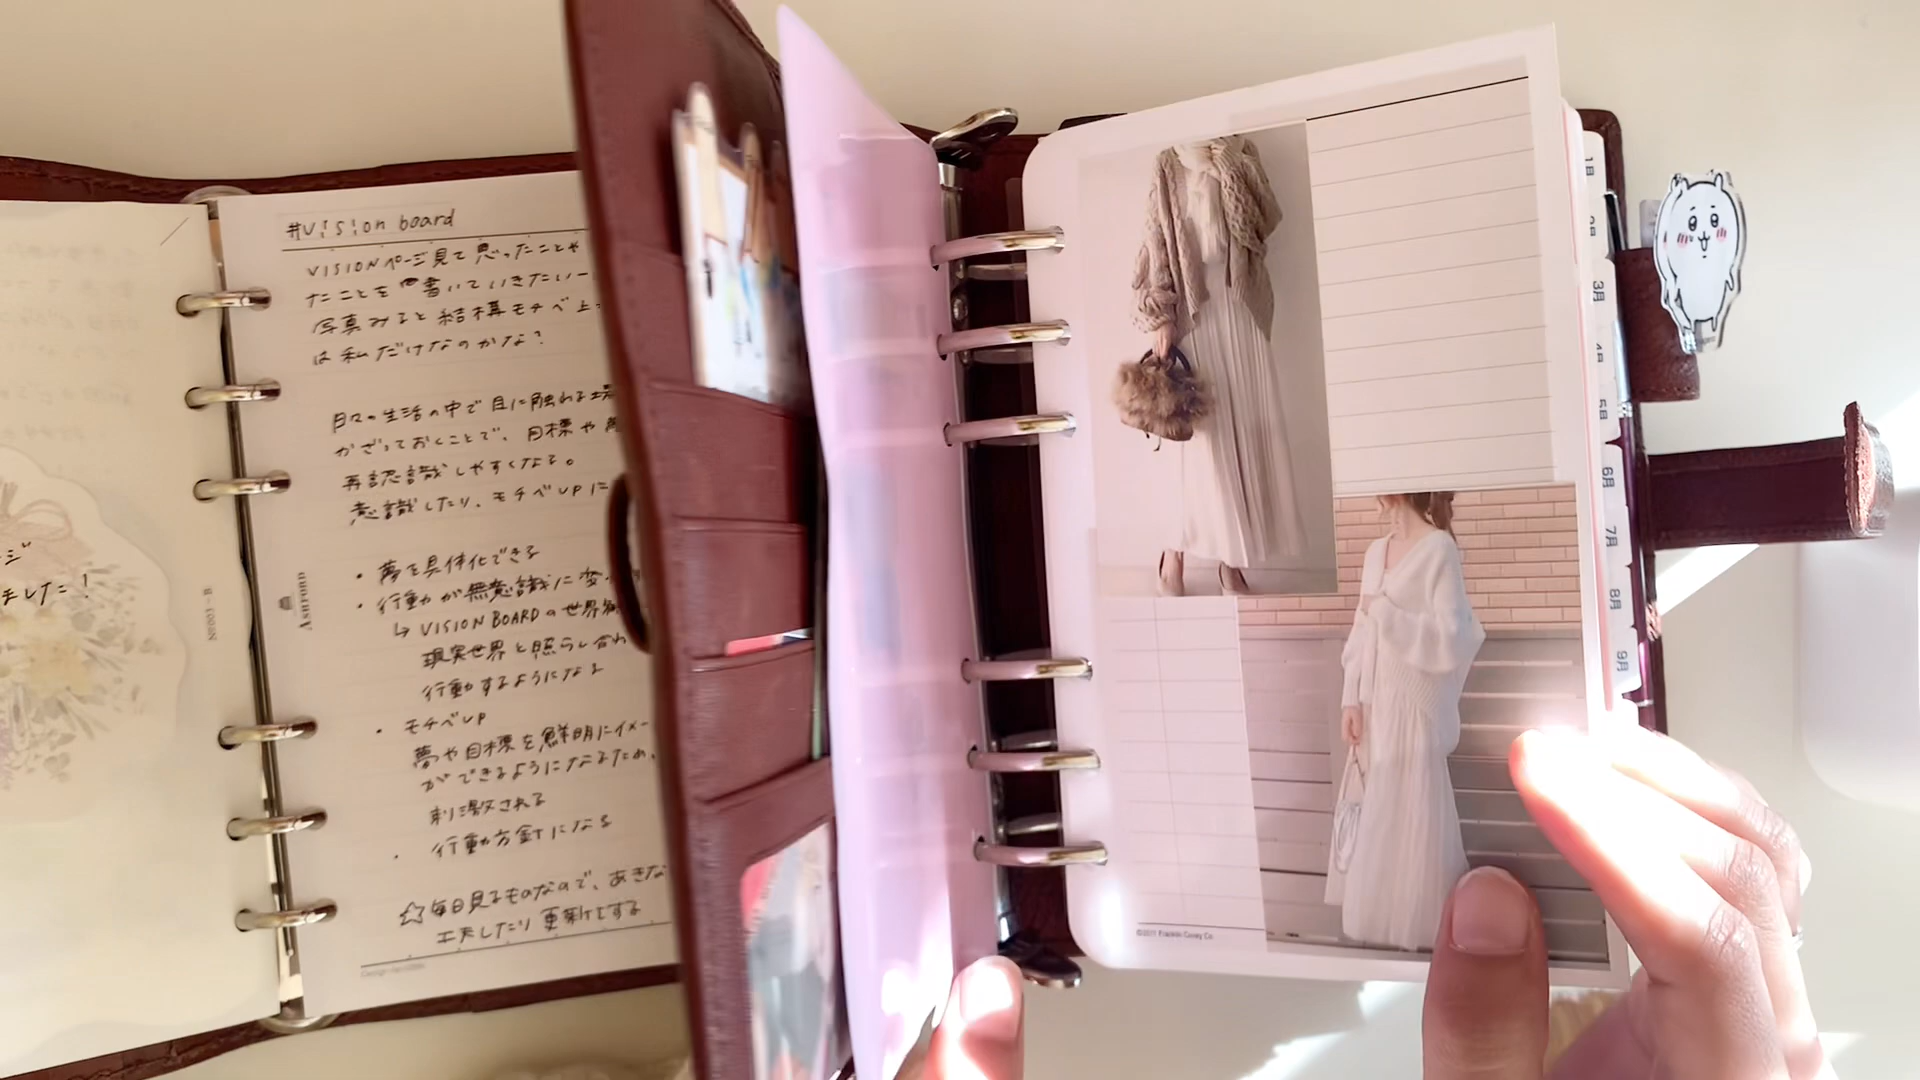 ジ
ました!
#Vision board
VISIONページ見て思ったことや
たことを書いていきたい
写真みると結構モチベ上
は私だけなのかな?
日々の生活の中で目に触れる場
かざっておくことで、目標や
再認識しやすくなる。
意識したり、モチベUPに
・夢を具体化できる
・行動が無意識に変
↳ VISION BOARDの世界
現実世界と照らし合わ
行動するようになる
・モチベUP
夢や目標を鮮明にイメー
ができるようになるため、
刺激される
・行動方針になる
☆毎日見るものなので、あきな
工夫したり更新する
Ashford
©2017 Franklin Covey Co.
1月
3月
4月
5月
6月
7月
8月
9月